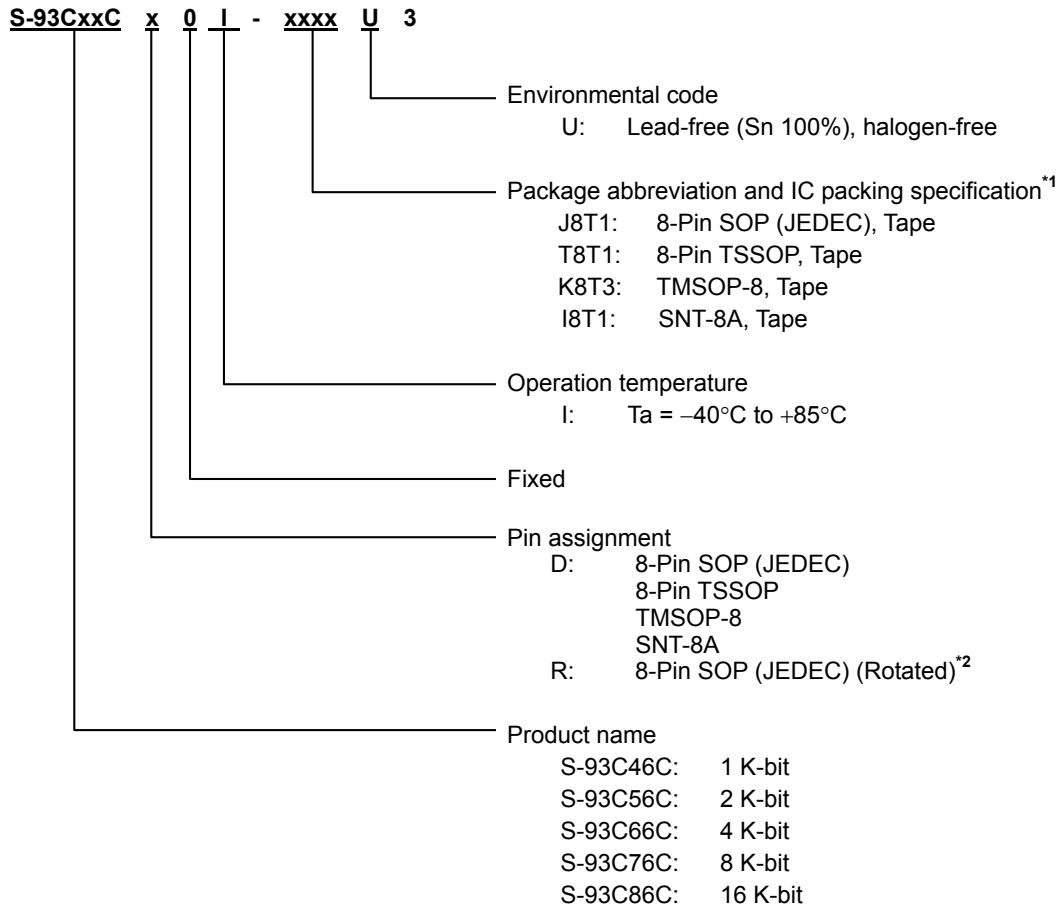 S-93CxxC x 0 I - xxxx U 3
Environmental code
U: Lead-free (Sn 100%), halogen-free
Package abbreviation and IC packing specification*1
J8T1: 8-Pin SOP (JEDEC), Tape
T8T1: 8-Pin TSSOP, Tape
K8T3: TMSOP-8, Tape
I8T1: SNT-8A, Tape
Operation temperature
I: Ta = −40°C to +85°C
Fixed
Pin assignment
D: 8-Pin SOP (JEDEC)
8-Pin TSSOP
TMSOP-8
SNT-8A
R: 8-Pin SOP (JEDEC) (Rotated)*2
Product name
S-93C46C: 1 K-bit
S-93C56C: 2 K-bit
S-93C66C: 4 K-bit
S-93C76C: 8 K-bit
S-93C86C: 16 K-bit